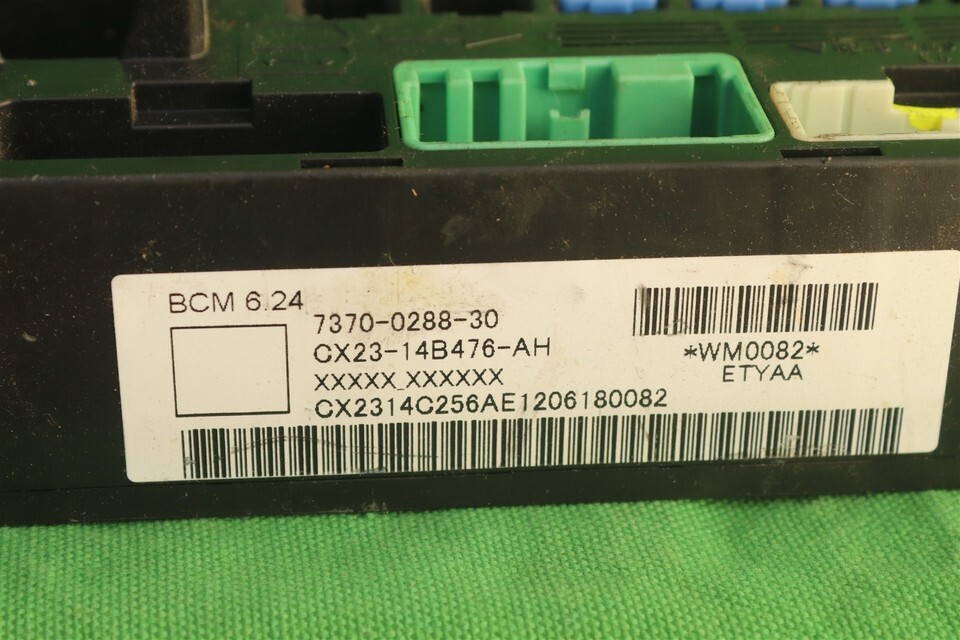 BCM 6.24
7370-0288-30
CX23-14B476-AH
XXXXX_XXXXXX
CX2314C256AE1206180082
*WM0082*
ETYAA